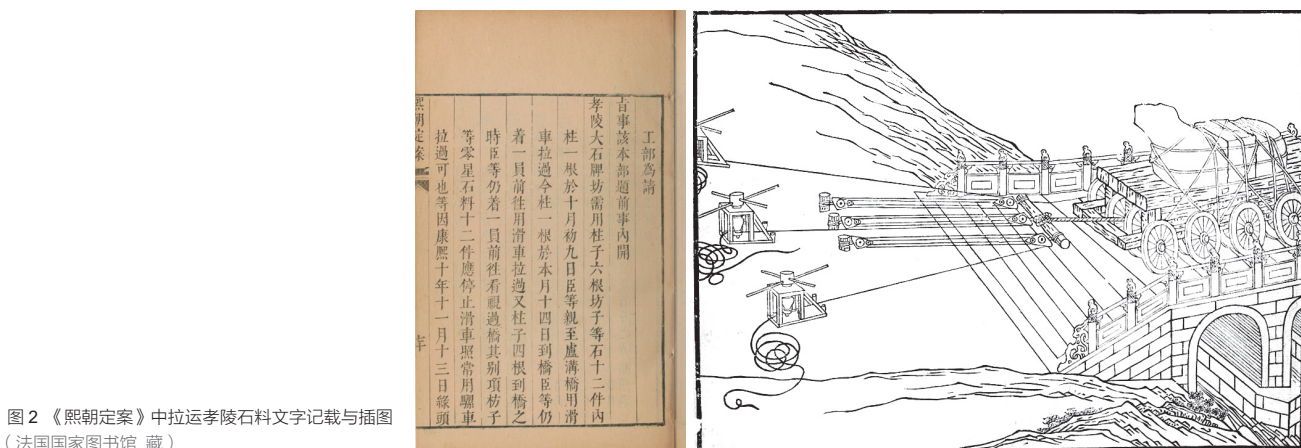 工部為請
旨事該本部題前事內開
孝陵大石牌坊需用柱子六根坊子等石十二件內
柱一根於十月初九日臣等親至盧溝橋用滑
車拉過今柱一根於本月十四日到橋臣等仍
着一員前徃用滑車拉過又柱子四根到橋之
時臣等仍着一員前徃看視過橋其别項枋子
等零星石料十二件應停止滑車照常用騾車
拉過可也等因康熙十年十一月十三日綠頭
熙朝定案
图2 《熙朝定案》中拉运孝陵石料文字记载与插图
（法国国家图书馆 藏）